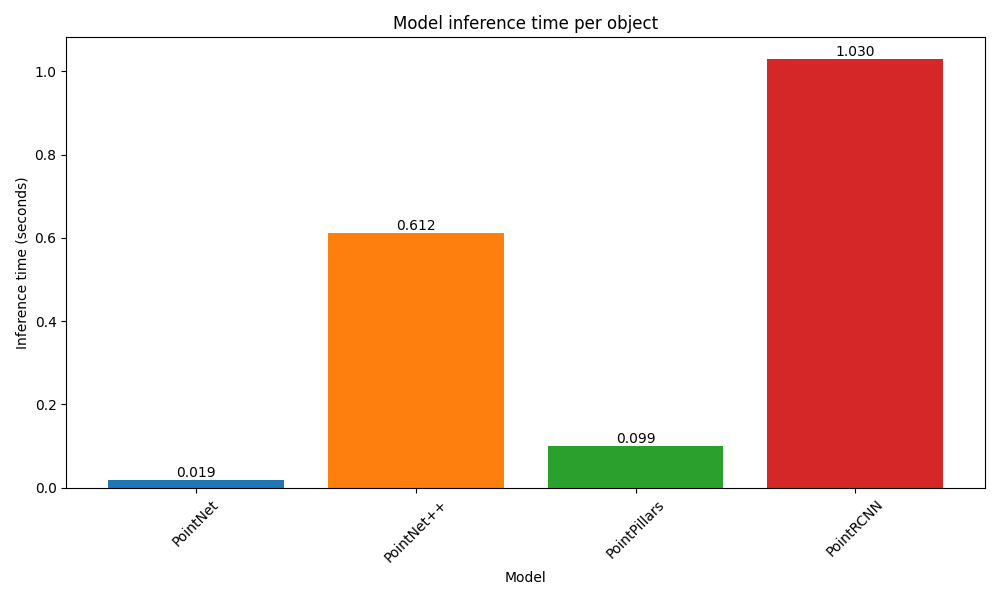 Model inference time per object
Inference time (seconds)
1.0
0.8
0.6
0.4
0.2
0.0
0.019
0.612
0.099
1.030
PointNet
PointNet++
PointPillars
PointRCNN
Model